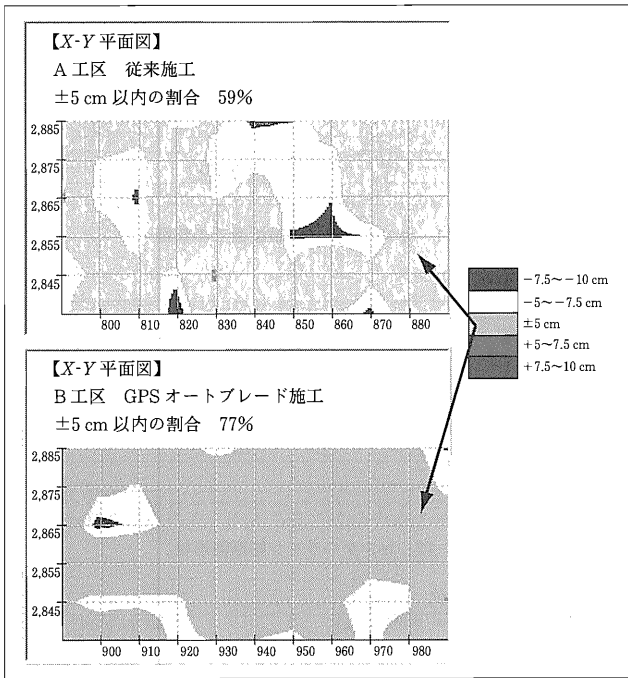 【X-Y 平面図】
A 工区 従来施工
±5 cm 以内の割合 59%
2,885
2,875
2,865
2,855
2,845
800 810 820 830 840 850 860 870 880
−7.5～−10 cm
−5～−7.5 cm
±5 cm
+5～7.5 cm
+7.5～10 cm
【X-Y 平面図】
B 工区 GPS オートブレード施工
±5 cm 以内の割合 77%
2,885
2,875
2,865
2,855
2,845
900 910 920 930 940 950 960 970 980